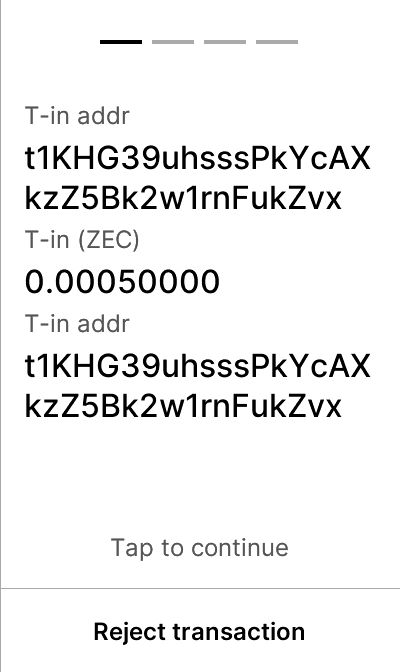 T-in addr
t1KHG39uhsssPkYcAX
kzZ5Bk2w1rnFukZvx
T-in (ZEC)
0.00050000
T-in addr
t1KHG39uhsssPkYcAX
kzZ5Bk2w1rnFukZvx
Tap to continue
Reject transaction